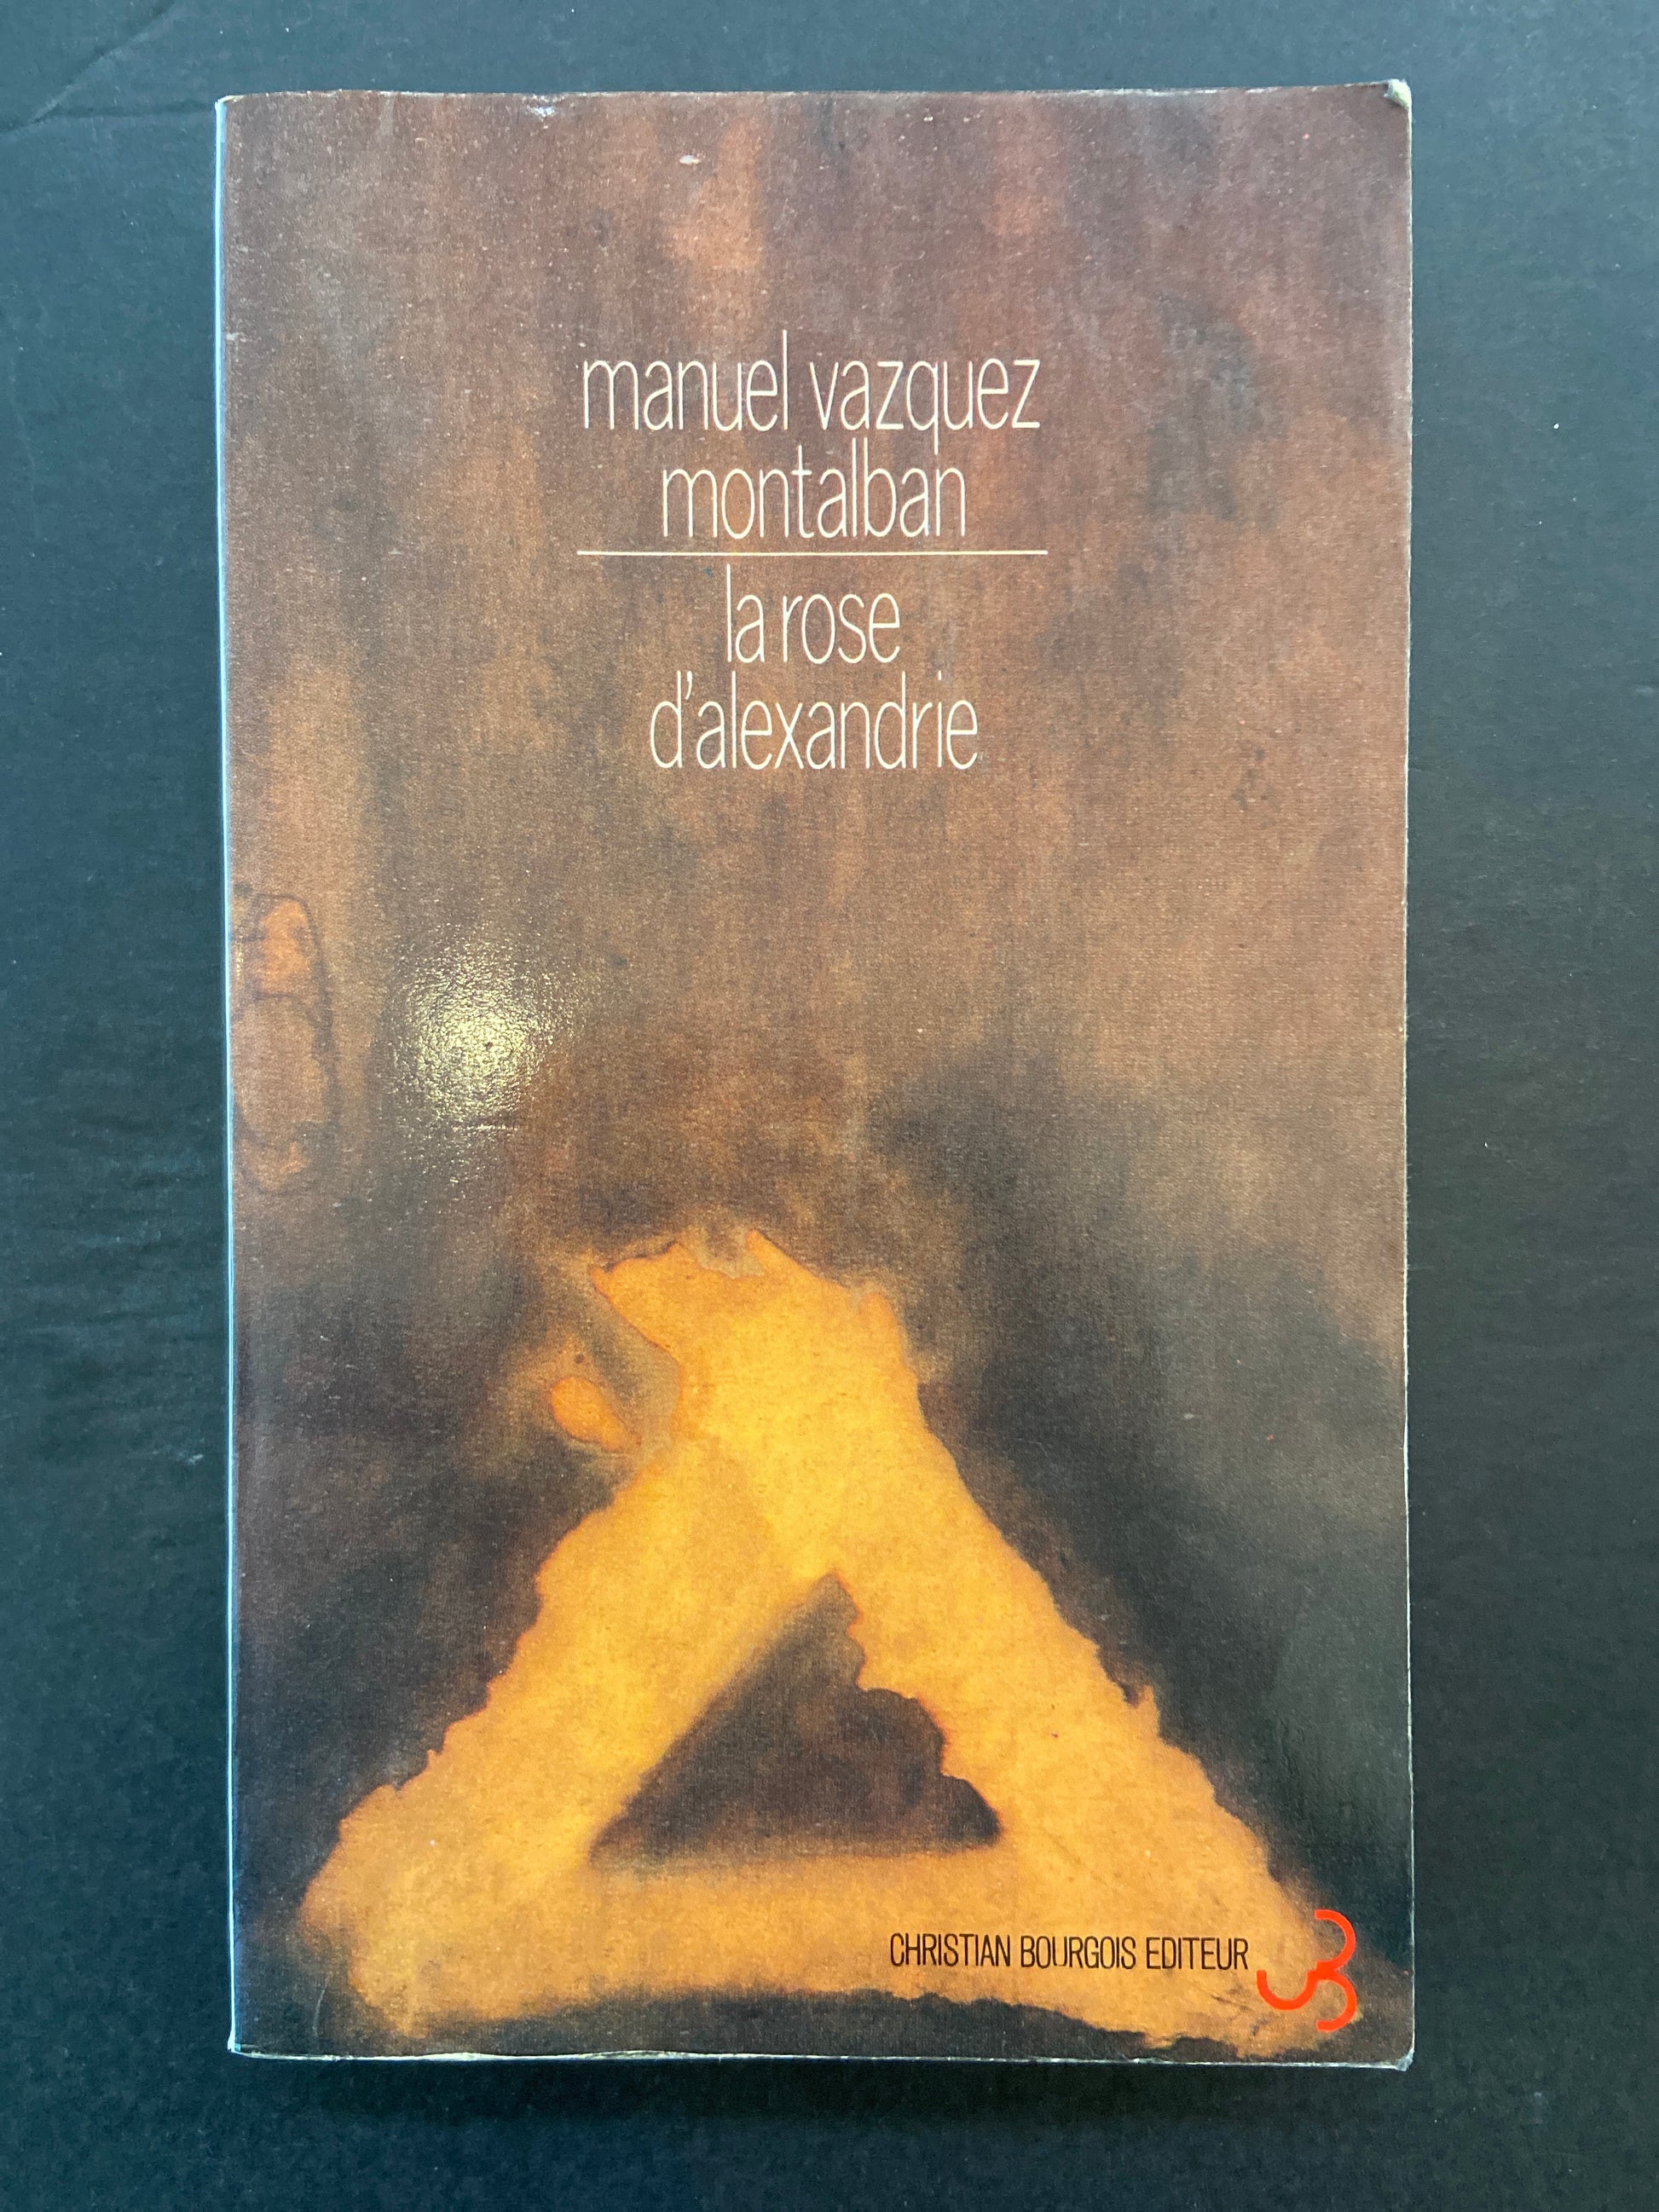 manuel vazquez
montalban
la rose
d'alexandrie
CHRISTIAN BOURGOIS EDITEUR